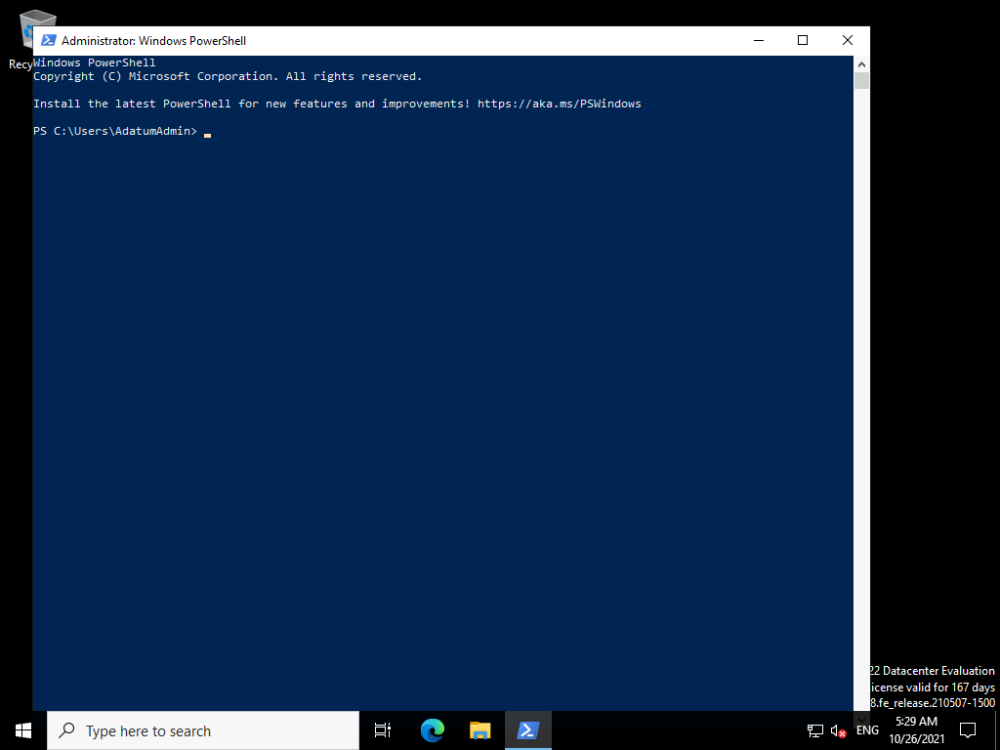 Administrator: Windows PowerShell
Recy
Windows PowerShell
Copyright (C) Microsoft Corporation. All rights reserved.
Install the latest PowerShell for new features and improvements! https://aka.ms/PSWindows
PS C:\Users\AdatumAdmin>
22 Datacenter Evaluation
icense valid for 167 days
8.fe_release.210507-1500
Type here to search
ENG
5:29 AM
10/26/2021